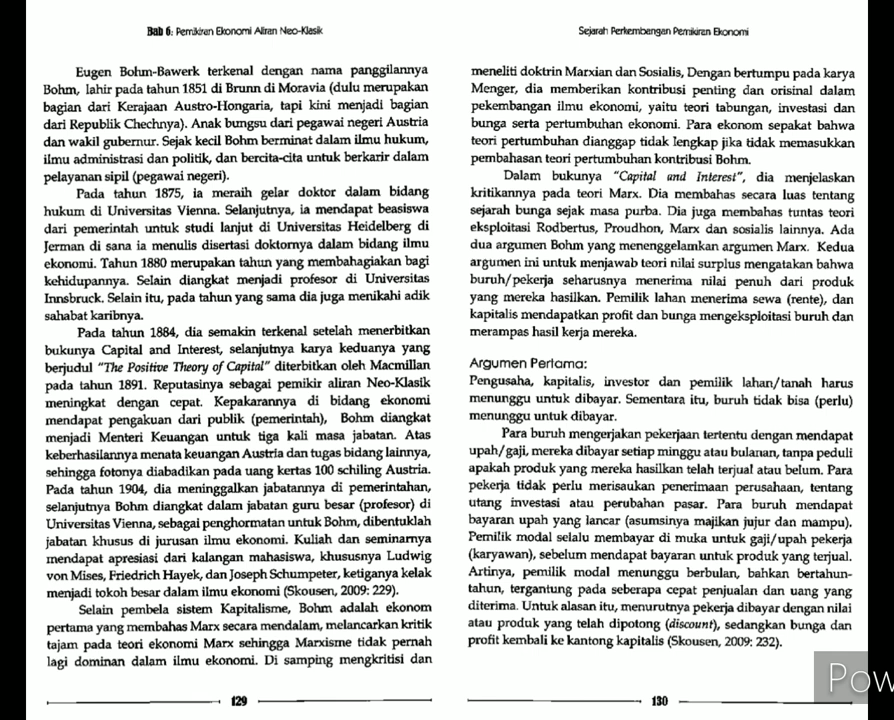 Bab 6: Pemikiran Ekonomi Aliran Neo-Klasik
Eugen Bohm-Bawerk terkenal dengan nama panggilannya
Bohm, lahir pada tahun 1851 di Brunn di Moravia (dulu merupakan
bagian dari Kerajaan Austro-Hongaria, tapi kini menjadi bagian
dari Republik Chechnya). Anak bungsu dari pegawai negeri Austria
dan wakil gubernur. Sejak kecil Bohm berminat dalam ilmu hukum,
ilmu administrasi dan politik, dan bercita-cita untuk berkarir dalam
pelayanan sipil (pegawai negeri).
Pada tahun 1875, ia meraih gelar doktor dalam bidang
hukum di Universitas Vienna. Selanjutnya, ia mendapat beasiswa
dari pemerintah untuk studi lanjut di Universitas Heidelberg di
Jerman di sana ia menulis disertasi doktornya dalam bidang ilmu
ekonomi. Tahun 1880 merupakan tahun yang membahagiakan bagi
kehidupannya. Selain diangkat menjadi profesor di Universitas
Innsbruck. Selain itu, pada tahun yang sama dia juga menikahi adik
sahabat karibnya.
Pada tahun 1884, dia semakin terkenal setelah menerbitkan
bukunya Capital and Interest, selanjutnya karya keduanya yang
berjudul "The Positive Theory of Capital" diterbitkan oleh Macmillan
pada tahun 1891. Reputasinya sebagai pemikir aliran Neo-Klasik
meningkat dengan cepat. Kepakarannya di bidang ekonomi
mendapat pengakuan dari publik (pemerintah), Bohm diangkat
menjadi Menteri Keuangan untuk tiga kali masa jabatan. Atas
keberhasilannya menata keuangan Austria dan tugas bidang lainnya,
sehingga fotonya diabadikan pada uang kertas 100 schiling Austria.
Pada tahun 1904, dia meninggalkan jabatannya di pemerintahan,
selanjutnya Bohm diangkat dalam jabatan guru besar (profesor) di
Universitas Vienna, sebagai penghormatan untuk Bohm, dibentuklah
jabatan khusus di jurusan ilmu ekonomi. Kuliah dan seminarnya
mendapat apresiasi dari kalangan mahasiswa, khususnya Ludwig
von Mises, Friedrich Hayek, dan Joseph Schumpeter, ketiganya kelak
menjadi tokoh besar dalam ilmu ekonomi (Skousen, 2009: 229).
Selain pembela sistem Kapitalisme, Bohm adalah ekonom
pertama yang membahas Marx secara mendalam, melancarkan kritik
tajam pada teori ekonomi Marx sehingga Marxisme tidak pernah
lagi dominan dalam ilmu ekonomi. Di samping mengkritisi dan
129
Sejarah Perkembangan Pemikiran Ekonomi
meneliti doktrin Marxian dan Sosialis, Dengan bertumpu pada karya
Menger, dia memberikan kontribusi penting dan orisinal dalam
pekembangan ilmu ekonomi, yaitu teori tabungan, investasi dan
bunga serta pertumbuhan ekonomi. Para ekonom sepakat bahwa
teori pertumbuhan dianggap tidak lengkap jika tidak memasukkan
pembahasan teori pertumbuhan kontribusi Bohm.
Dalam bukunya "Capital and Interest", dia menjelaskan
kritikannya pada teori Marx. Dia membahas secara luas tentang
sejarah bunga sejak masa purba. Dia juga membahas tuntas teori
eksploitasi Rodbertus, Proudhon, Marx dan sosialis lainnya. Ada
dua argumen Bohm yang menenggelamkan argumen Marx. Kedua
argumen ini untuk menjawab teori nilai surplus mengatakan bahwa
buruh/pekerja seharusnya menerima nilai penuh dari produk
yang mereka hasilkan. Pemilik lahan menerima sewa (rente), dan
kapitalis mendapatkan profit dan bunga mengeksploitasi buruh dan
merampas hasil kerja mereka.
Argumen Pertama:
Pengusaha, kapitalis, investor dan pemilik lahan/tanah harus
menunggu untuk dibayar. Sementara itu, buruh tidak bisa (perlu)
menunggu untuk dibayar.
Para buruh mengerjakan pekerjaan tertentu dengan mendapat
upah/gaji, mereka dibayar setiap minggu atau bulanan, tanpa peduli
apakah produk yang mereka hasilkan telah terjual atau belum. Para
pekerja tidak perlu merisaukan penerimaan perusahaan, tentang
utang investasi atau perubahan pasar. Para buruh mendapat
bayaran upah yang lancar (asumsinya majikan jujur dan mampu).
Pemilik modal selalu membayar di muka untuk gaji/upah pekerja
(karyawan), sebelum mendapat bayaran untuk produk yang terjual.
Artinya, pemilik modal menunggu berbulan, bahkan bertahun-
tahun, tergantung pada seberapa cepat penjualan dan uang yang
diterima. Untuk alasan itu, menurutnya pekerja dibayar dengan nilai
atau produk yang telah dipotong (discount), sedangkan bunga dan
profit kembali ke kantong kapitalis (Skousen, 2009: 232).
130